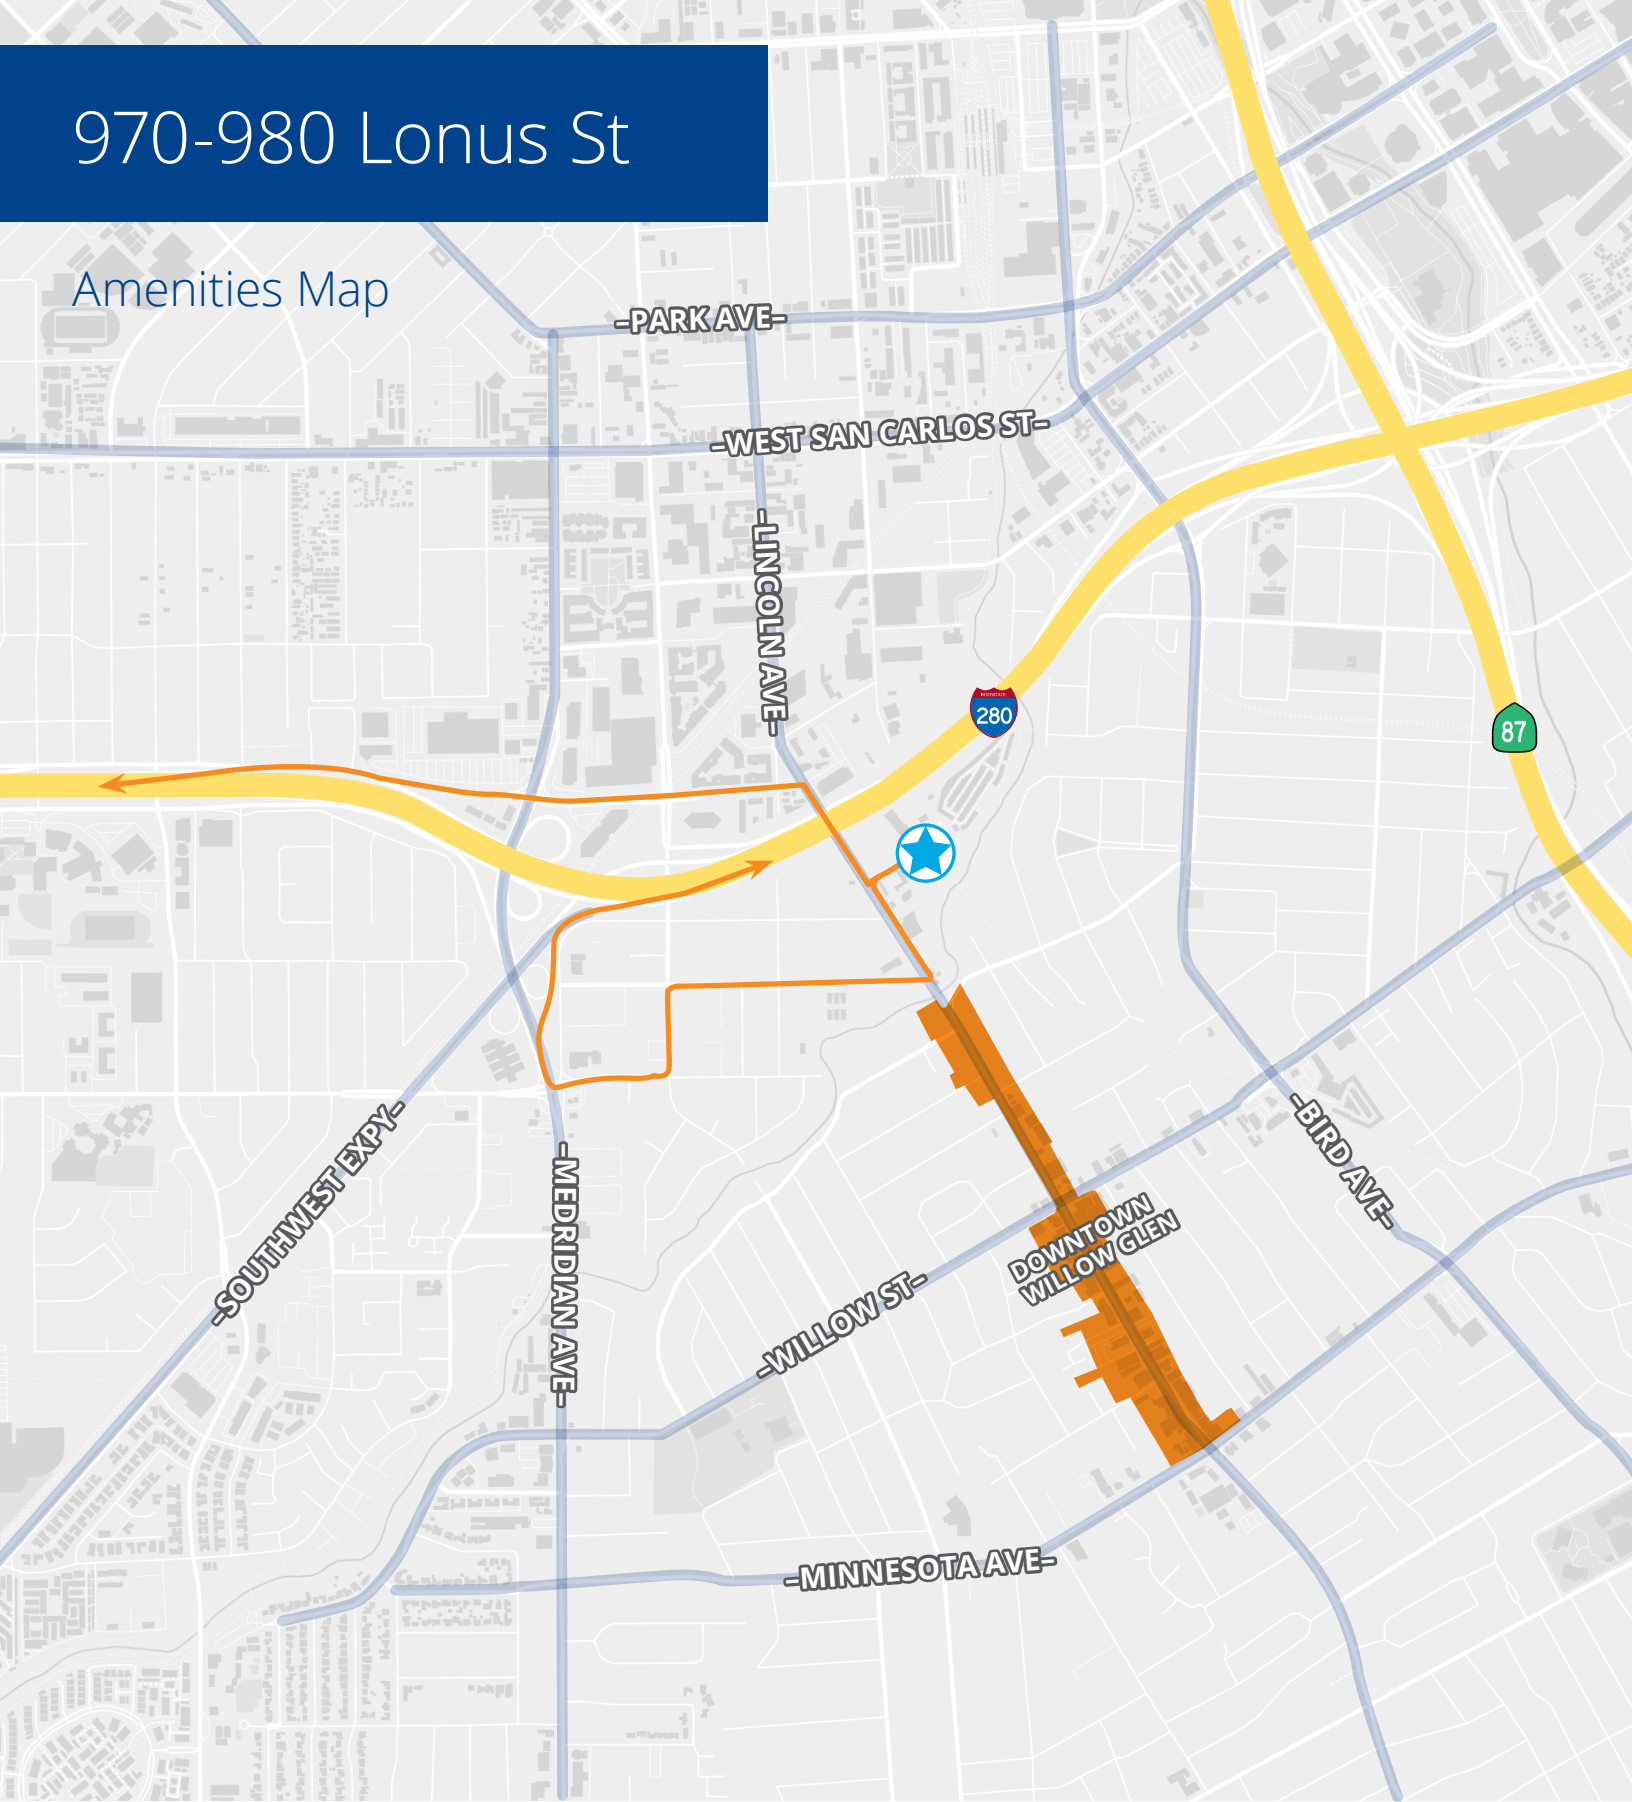 970-980 Lonus St
Amenities Map
-PARK AVE-
-WEST SAN CARLOS ST-
-LINCOLN AVE-
INTERSTATE
280
87
-SOUTHWEST EXPY-
-MEDRIDIAN AVE-
-BIRD AVE-
DOWNTOWN
WILLOW GLEN
-WILLOW ST-
-MINNESOTA AVE-